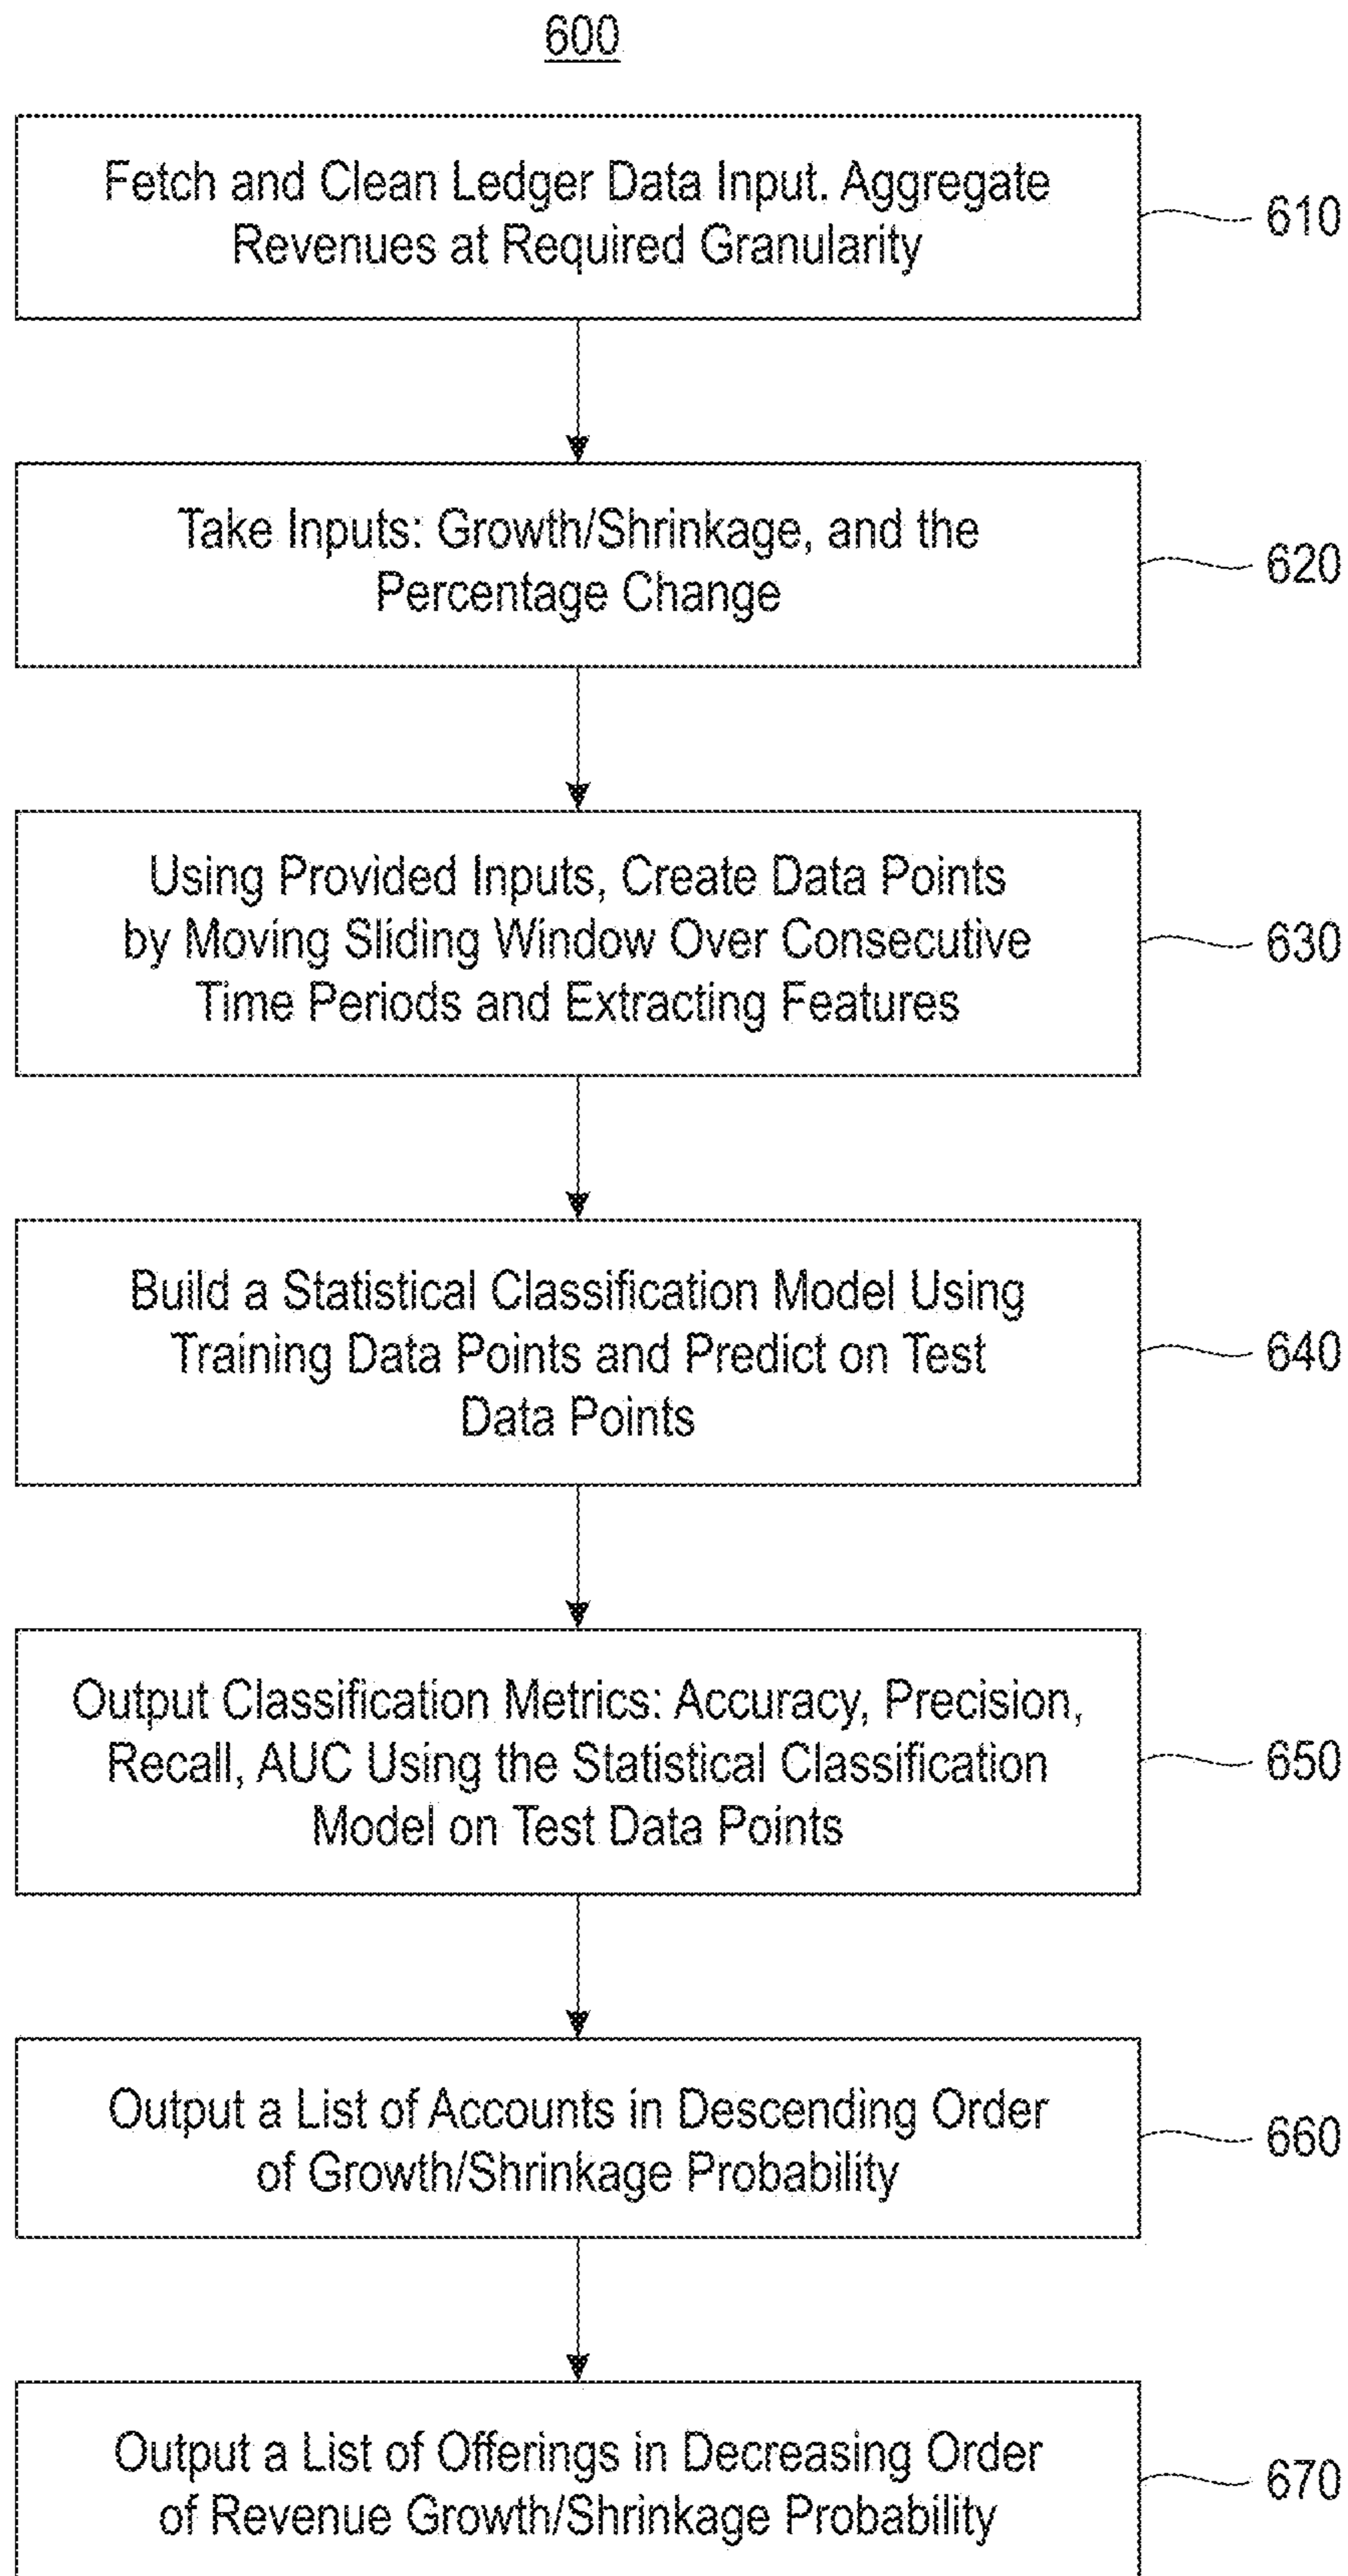 600
Fetch and Clean Ledger Data Input. Aggregate
Revenues at Required Granularity
610
Take Inputs: Growth/Shrinkage, and the
Percentage Change
620
Using Provided Inputs, Create Data Points
by Moving Sliding Window Over Consecutive
Time Periods and Extracting Features
630
Build a Statistical Classification Model Using
Training Data Points and Predict on Test
Data Points
640
Output Classification Metrics: Accuracy, Precision,
Recall, AUC Using the Statistical Classification
Model on Test Data Points
650
Output a List of Accounts in Descending Order
of Growth/Shrinkage Probability
660
Output a List of Offerings in Decreasing Order
of Revenue Growth/Shrinkage Probability
670